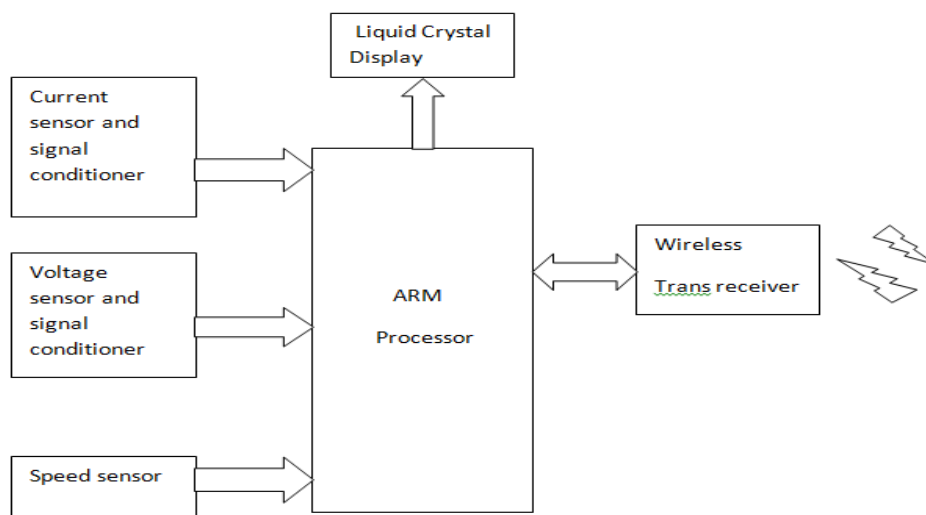 Liquid Crystal
Display
Current
sensor and
signal
conditioner
Voltage
sensor and
signal
conditioner
Speed sensor
ARM
Processor
Wireless
Trans receiver